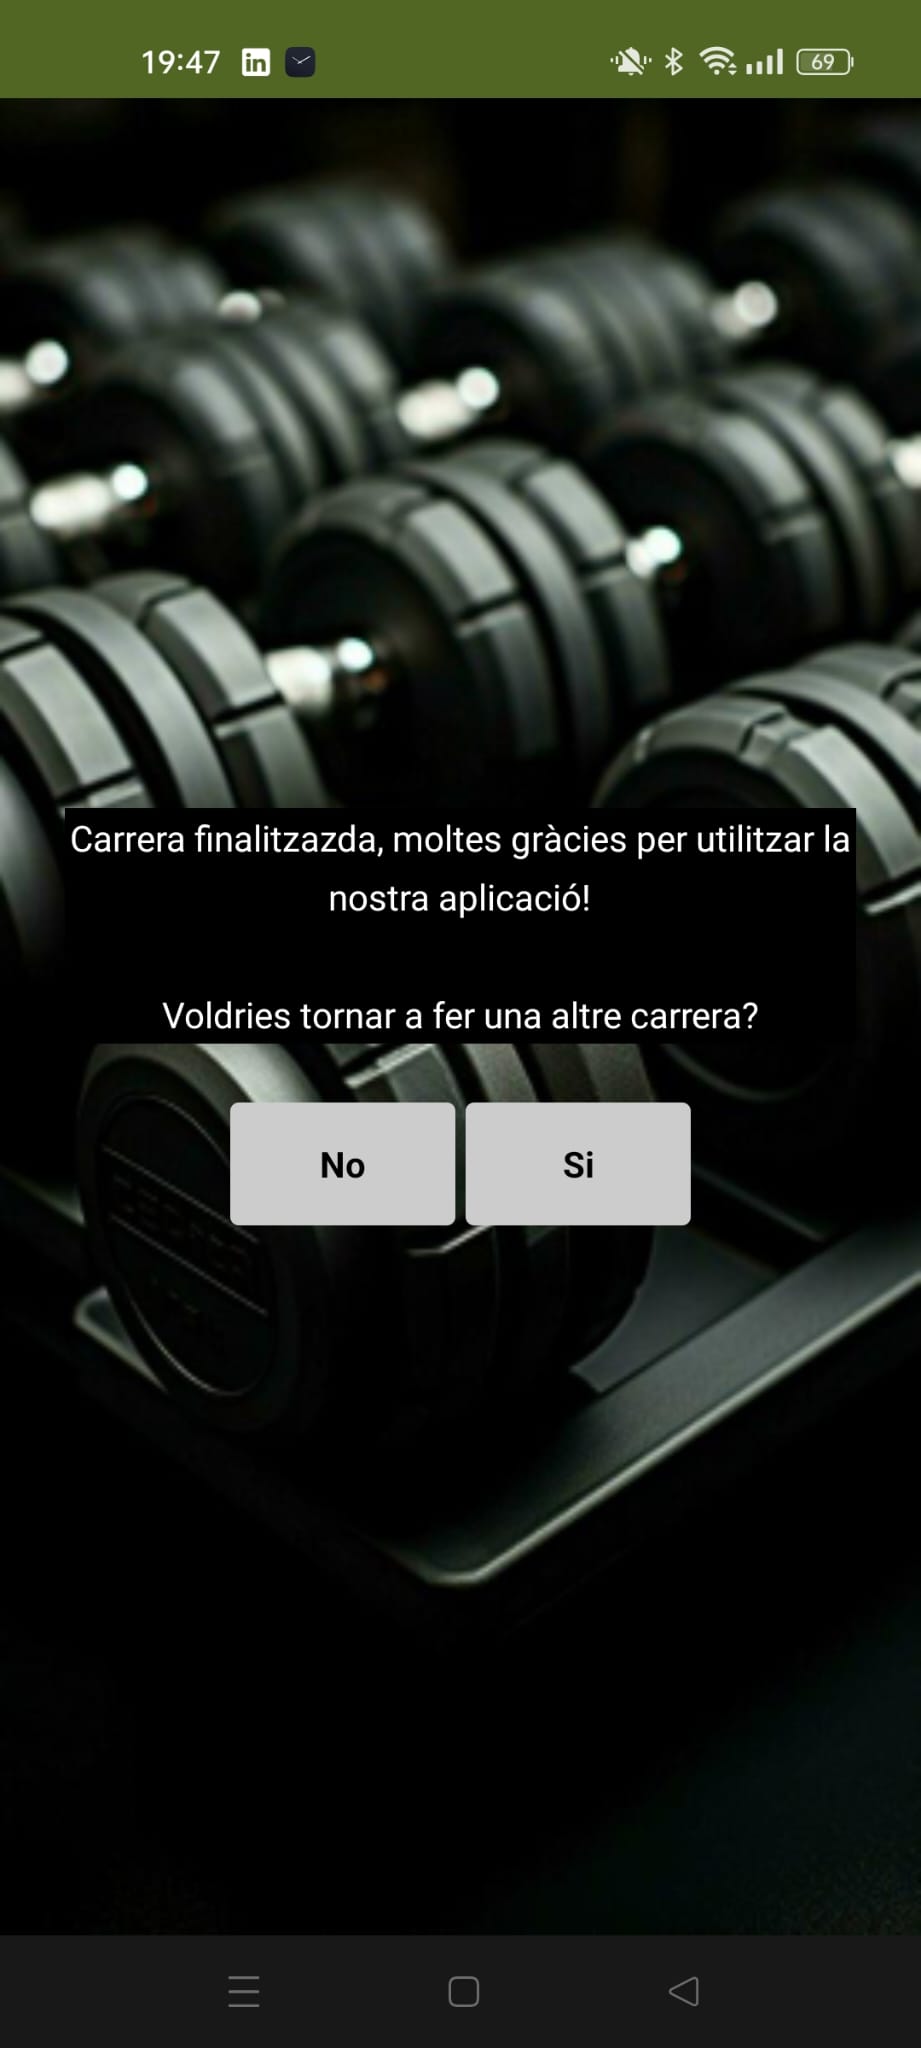 19:47
69
Carrera finalitzazda, moltes gràcies per utilitzar la
nostra aplicació!
Voldries tornar a fer una altre carrera?
No
Si